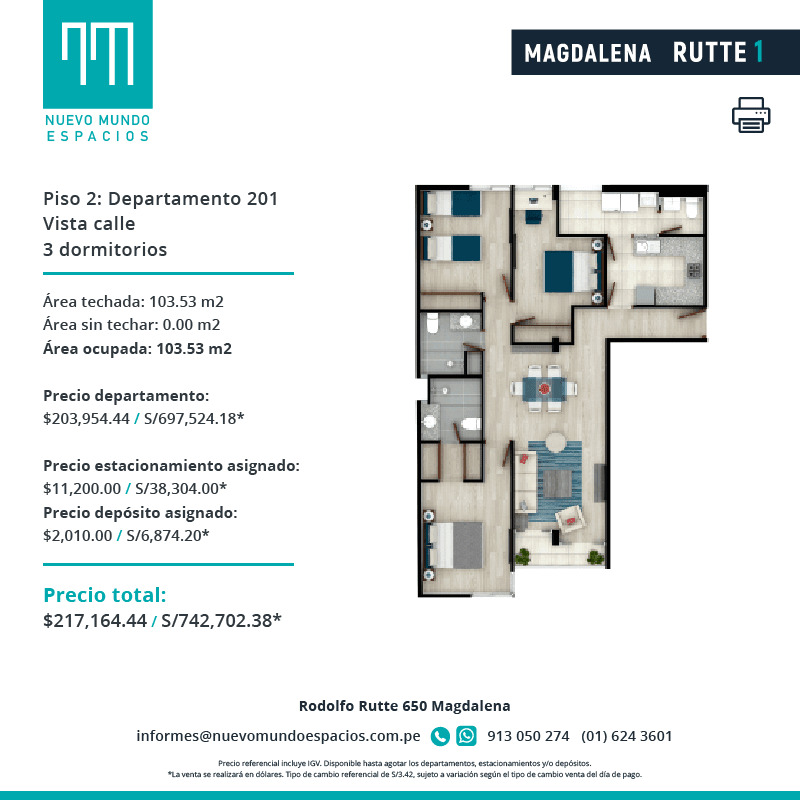 NUEVO MUNDO
ESPACIOS
MAGDALENA RUTTE 1
Piso 2: Departamento 201
Vista calle
3 dormitorios
Área techada: 103.53 m2
Área sin techar: 0.00 m2
Área ocupada: 103.53 m2
Precio departamento:
$203,954.44 / S/697,524.18*
Precio estacionamiento asignado:
$11,200.00 / S/38,304.00*
Precio depósito asignado:
$2,010.00 / S/6,874.20*
Precio total:
$217,164.44 / S/742,702.38*
Rodolfo Rutte 650 Magdalena
informes@nuevomundoespacios.com.pe 913 050 274 (01) 624 3601
Precio referencial incluye IGV. Disponible hasta agotar los departamentos, estacionamientos y/o depósitos.
*La venta se realizará en dólares. Tipo de cambio referencial de S/3.42, sujeto a variación según el tipo de cambio venta del día de pago.